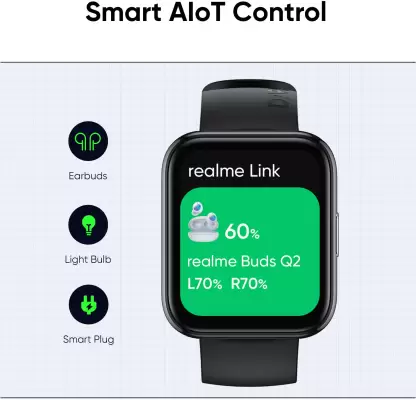 Smart AIoT Control
Earbuds
Light Bulb
Smart Plug
realme Link
60%
realme Buds Q2
L70% R70%